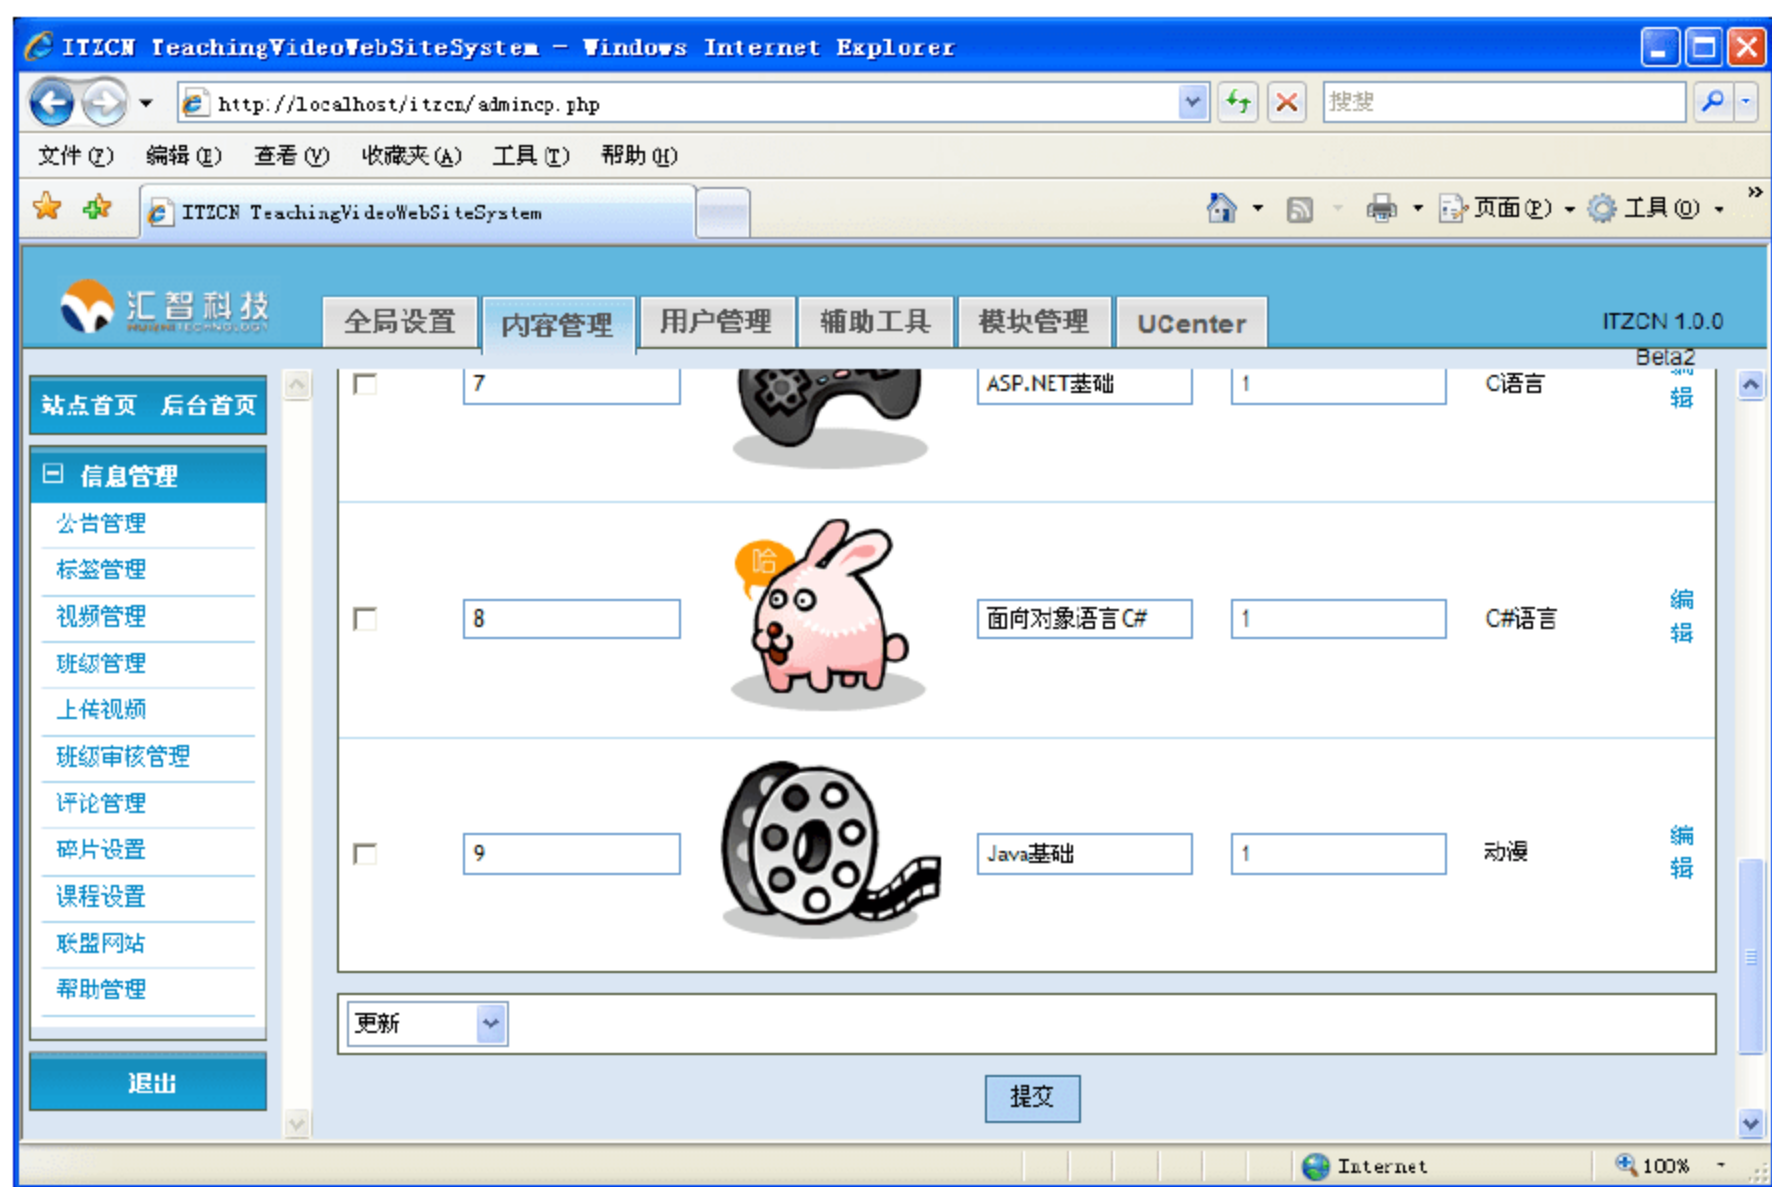 ITZCN TeachingVideoWebSiteSystem - Windows Internet Explorer
http://localhost/itzcn/admincp.php
搜搜
文件(F) 编辑(E) 查看(V) 收藏夹(A) 工具(T) 帮助(H)
ITZCN TeachingVideoWebSiteSystem
页面(P) 工具(O) »
汇智科技
全局设置 内容管理 用户管理 辅助工具 模块管理 UCenter
ITZCN 1.0.0
Beta2
站点首页 后台首页
7 ASP.NET基础 1 C语言 编辑
信息管理
公告管理
标签管理
视频管理
班级管理
上传视频
班级审核管理
评论管理
碎片设置
课程设置
联盟网站
帮助管理
退出
哈
8 面向对象语言C# 1 C#语言 编辑
9 Java基础 1 动漫 编辑
更新
提交
Internet 100%